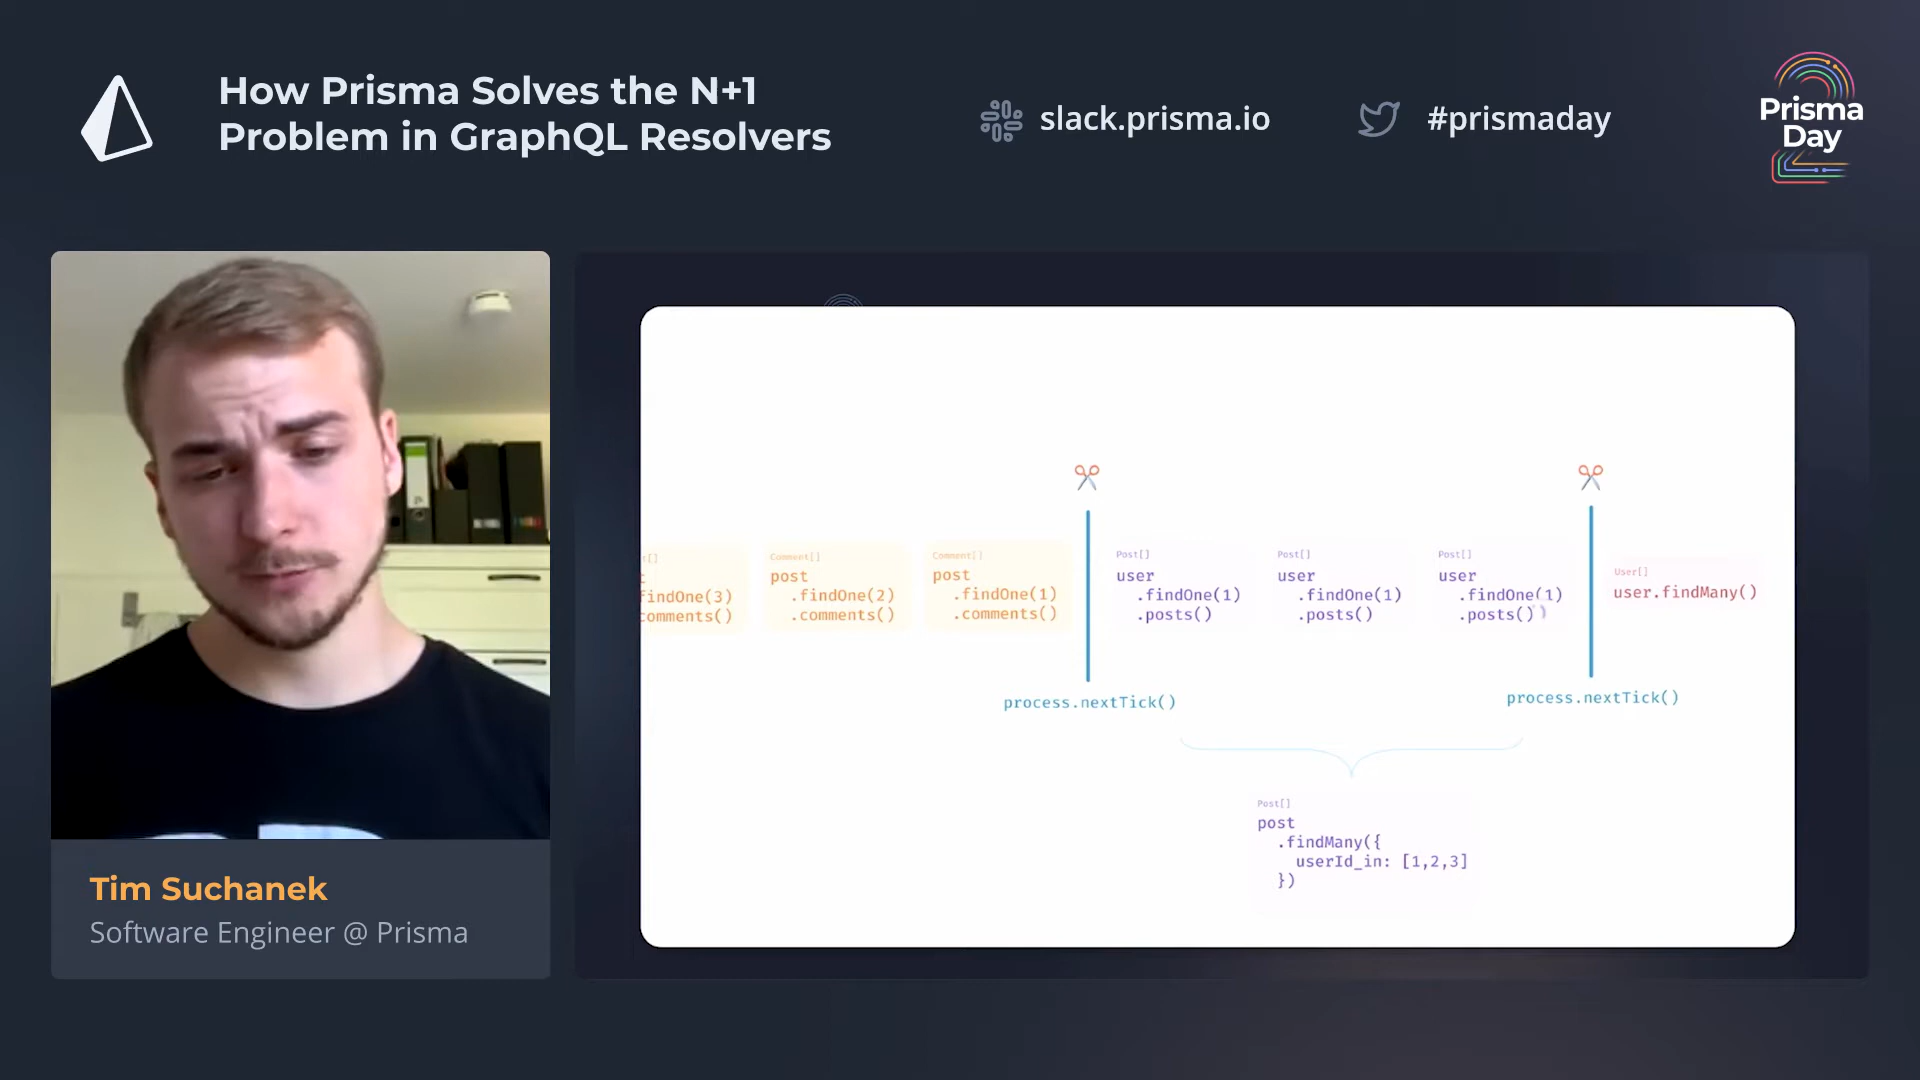 How Prisma Solves the N+1
Problem in GraphQL Resolvers
slack.prisma.io
#prismaday
Prisma
Day
findOne(3)
comments()
Comment[]
post
.findOne(2)
.comments()
Comment[]
post
.findOne(1)
.comments()
process.nextTick()
Post[]
user
.findOne(1)
.posts()
Post[]
user
.findOne(1)
.posts()
Post[]
user
.findOne(1)
.posts()
process.nextTick()
User[]
user.findMany()
Post[]
post
.findMany({
userId_in: [1,2,3]
})
Tim Suchanek
Software Engineer @ Prisma